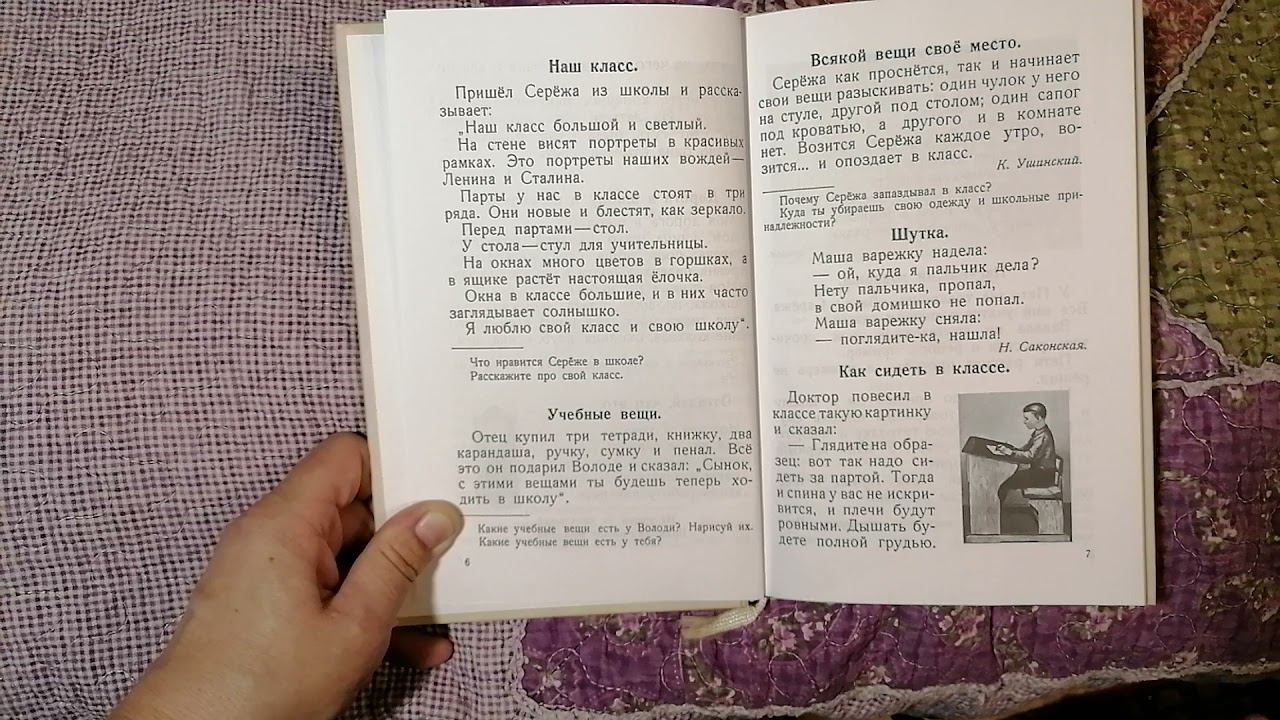 Наш класс.
Пришёл Серёжа из школы и расска-
зывает:
„Наш класс большой и светлый.
На стене висят портреты в красивых
рамках. Это портреты наших вождей—
Ленина и Сталина.
Парты у нас в классе стоят в три
ряда. Они новые и блестят, как зеркало.
Перед партами—стол.
У стола—стул для учительницы.
На окнах много цветов в горшках, а
в ящике растёт настоящая ёлочка.
Окна в классе большие, и в них часто
заглядывает солнышко.
Я люблю свой класс и свою школу“.
Что нравится Серёже в школе?
Расскажите про свой класс.
Учебные вещи.
Отец купил три тетради, книжку, два
карандаша, ручку, сумку и пенал. Всё
это он подарил Володе и сказал: „Сынок,
с этими вещами ты будешь теперь хо-
дить в школу“.
Какие учебные вещи есть у Володи? Нарисуй их.
Какие учебные вещи есть у тебя?
6
Всякой вещи своё место.
Серёжа как проснётся, так и начинает
свои вещи разыскивать: один чулок у него
на стуле, другой под столом; один сапог
под кроватью, а другого и в комнате
нет. Возится Серёжа каждое утро, во-
зится... и опоздает в класс.
К. Ушинский.
Почему Серёжа запаздывал в класс?
Куда ты убираешь свою одежду и школьные при-
надлежности?
Шутка.
Маша варежку надела:
— ой, куда я пальчик дела?
Нету пальчика, пропал,
в свой домишко не попал.
Маша варежку сняла:
— поглядите-ка, нашла!
Н. Саконская.
Как сидеть в классе.
Доктор повесил в
классе такую картинку
и сказал:
— Глядите на обра-
зец: вот так надо си-
деть за партой. Тогда
и спина у вас не искри-
вится, и плечи будут
ровными. Дышать бу-
дете полной грудью.
7